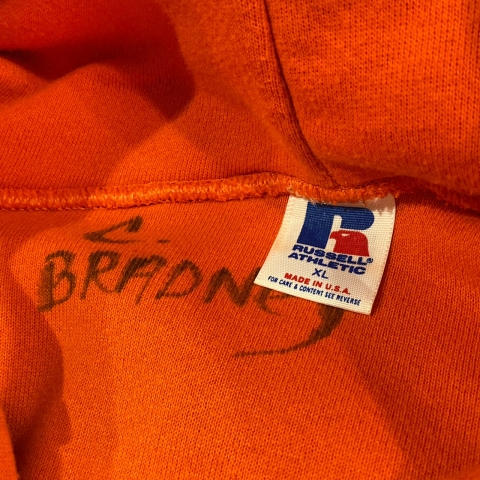 C.
BRADNEY
R
RUSSELL®
ATHLETIC
XL
MADE IN U.S.A.
FOR CARE & CONTENT SEE REVERSE